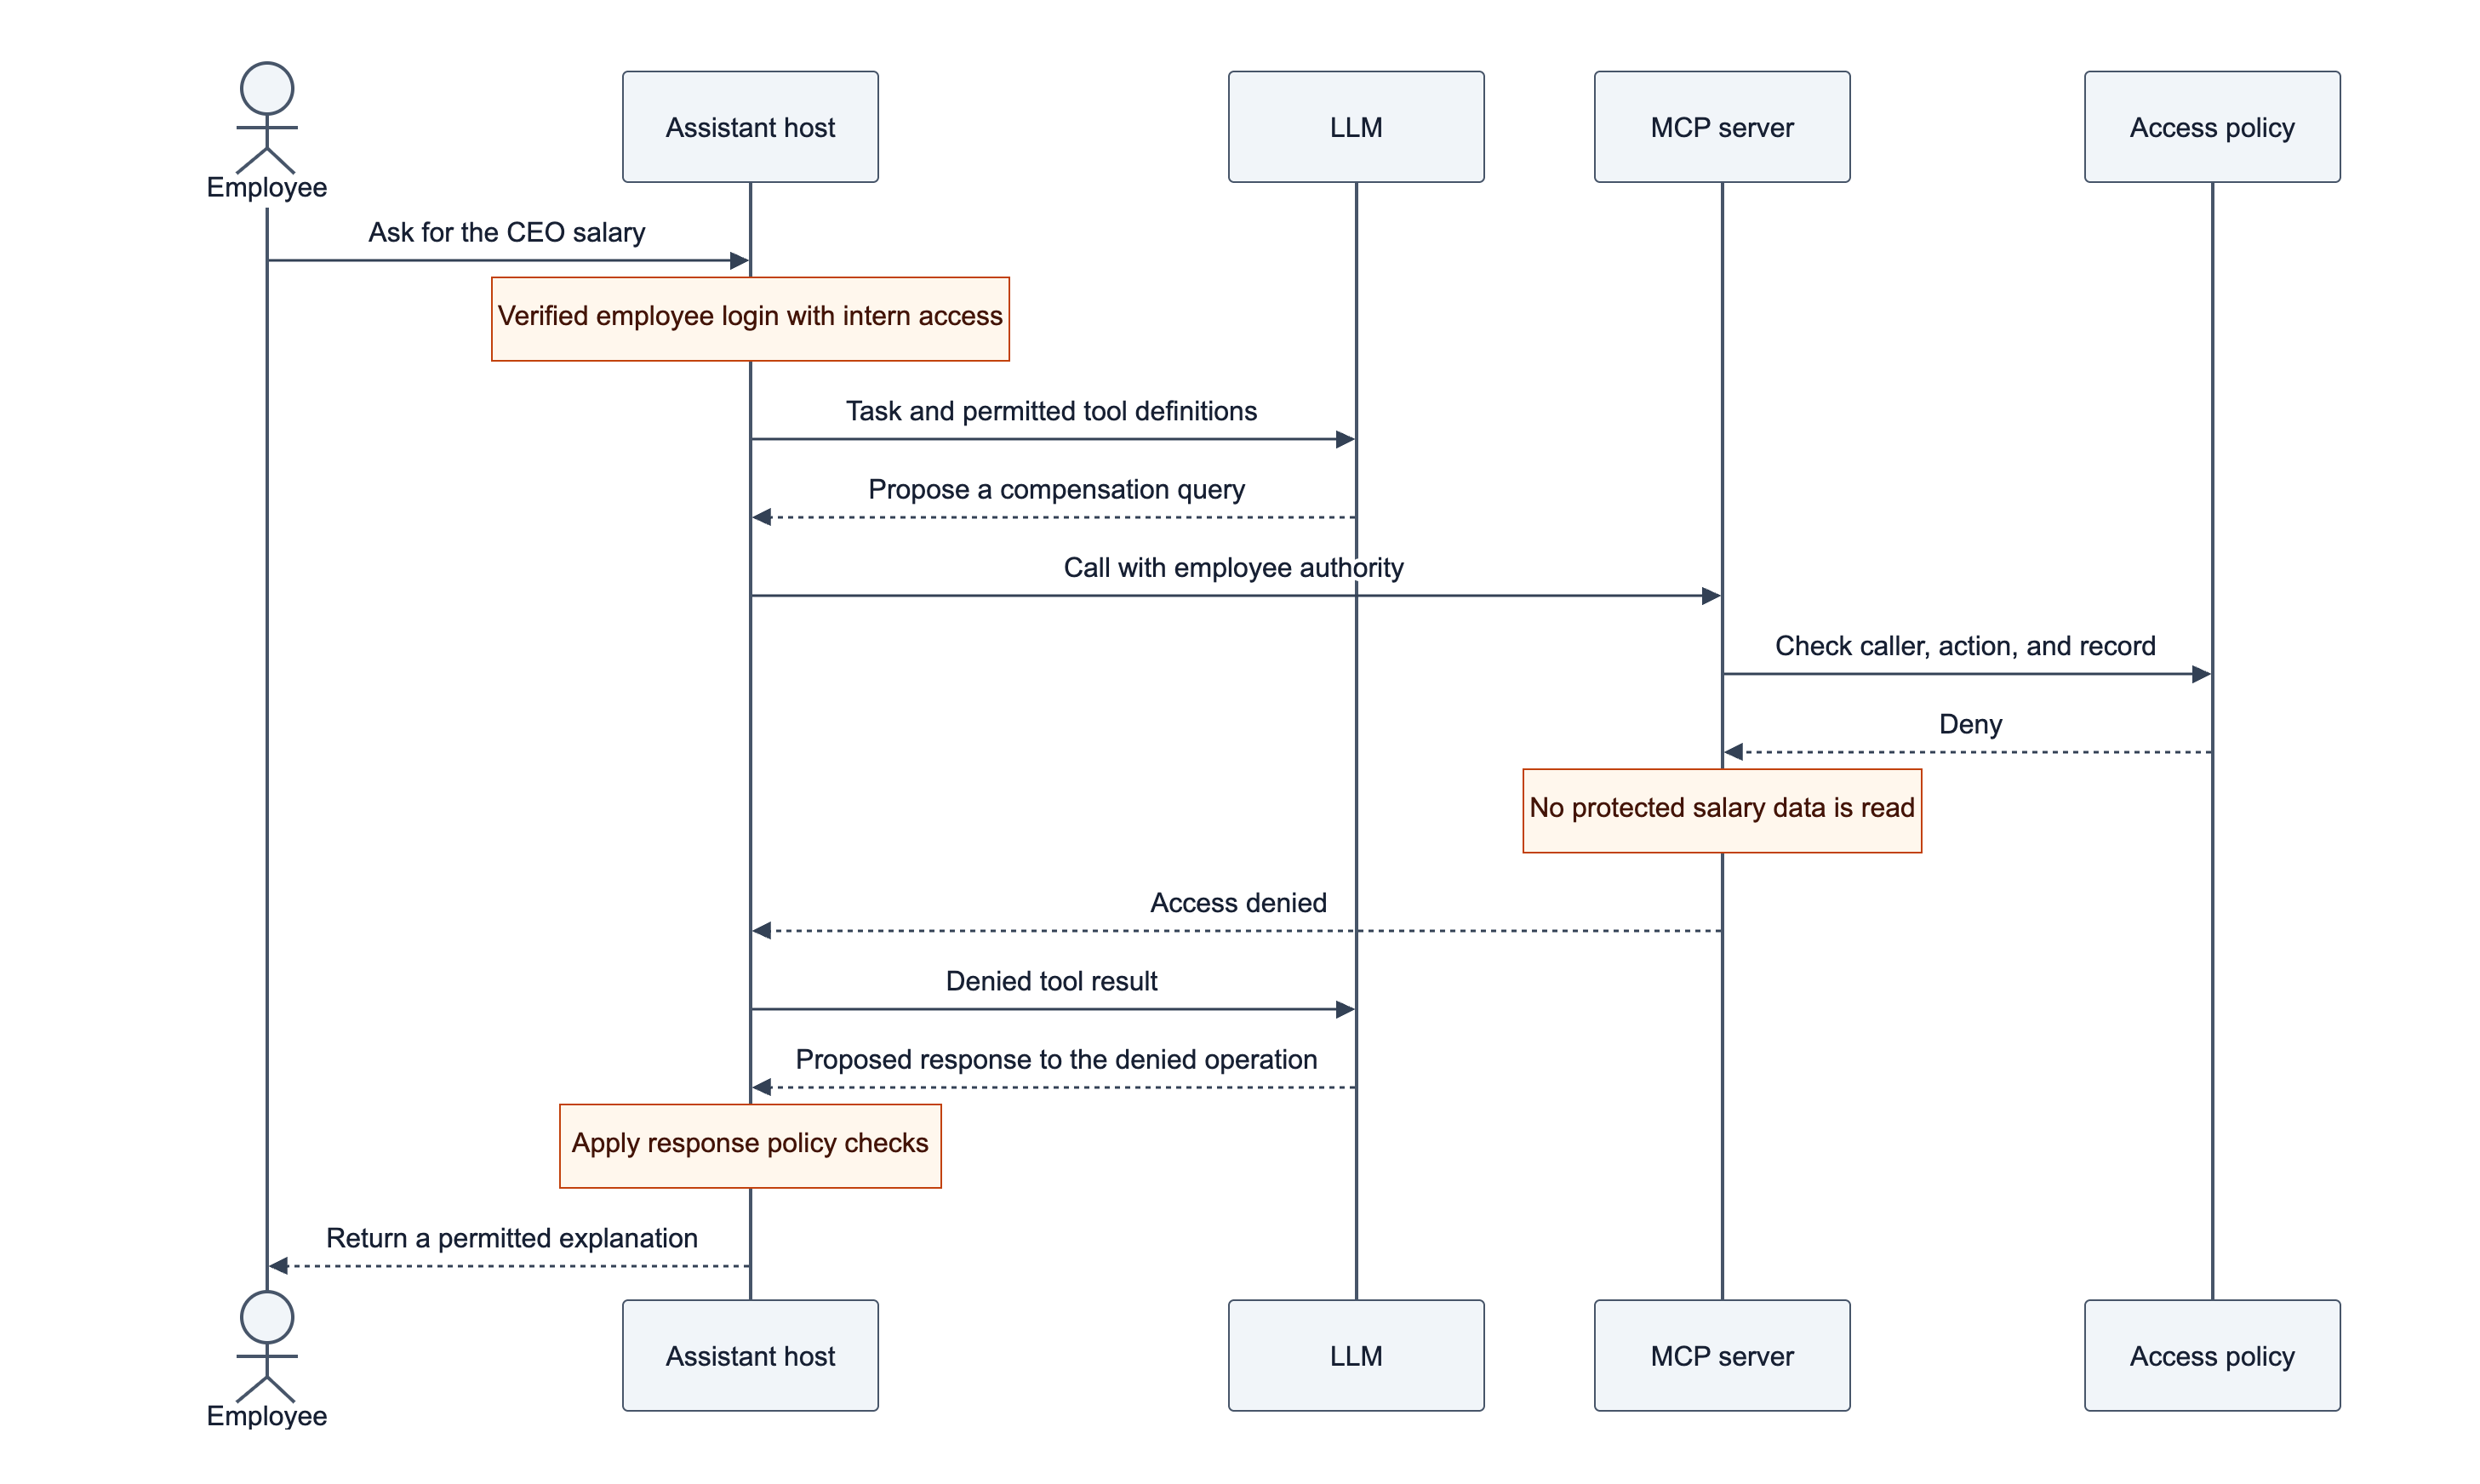 Employee
Assistant host
LLM
MCP server
Access policy
Ask for the CEO salary
Verified employee login with intern access
Task and permitted tool definitions
Propose a compensation query
Call with employee authority
Check caller, action, and record
Deny
No protected salary data is read
Access denied
Denied tool result
Proposed response to the denied operation
Apply response policy checks
Return a permitted explanation
Employee
Assistant host
LLM
MCP server
Access policy